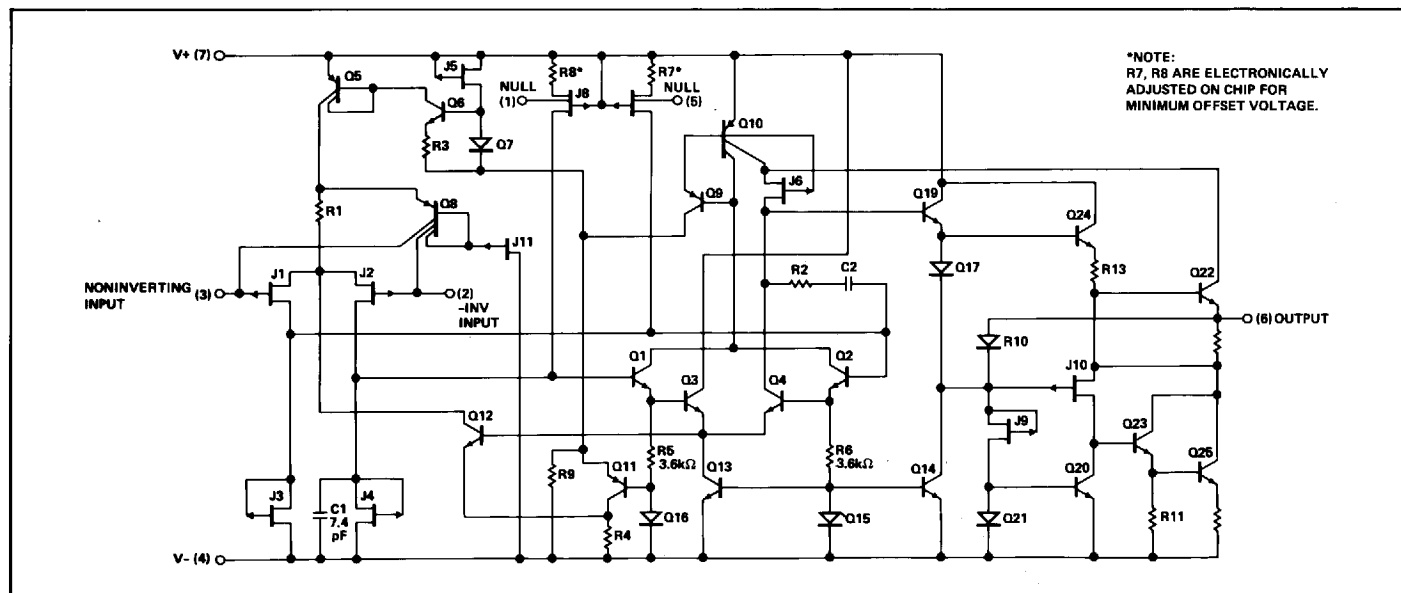 V+ (7)
Q5
J5
R8*
R7*
*NOTE:
R7, R8 ARE ELECTRONICALLY
ADJUSTED ON CHIP FOR
MINIMUM OFFSET VOLTAGE.
NULL
(1)
J8
NULL
(5)
Q6
R3
Q7
Q10
J6
Q9
Q19
Q24
R1
Q8
J11
Q17
R13
Q22
NONINVERTING
INPUT (3)
J1
J2
(2)
-INV
INPUT
R2
C2
(6) OUTPUT
R10
Q1
Q3
Q4
Q2
J10
Q12
J9
Q23
Q25
R5
3.6kΩ
R6
3.6kΩ
R9
Q11
Q13
Q14
Q20
J3
C1
7.4
pF
J4
Q16
R4
Q15
Q21
R11
V− (4)